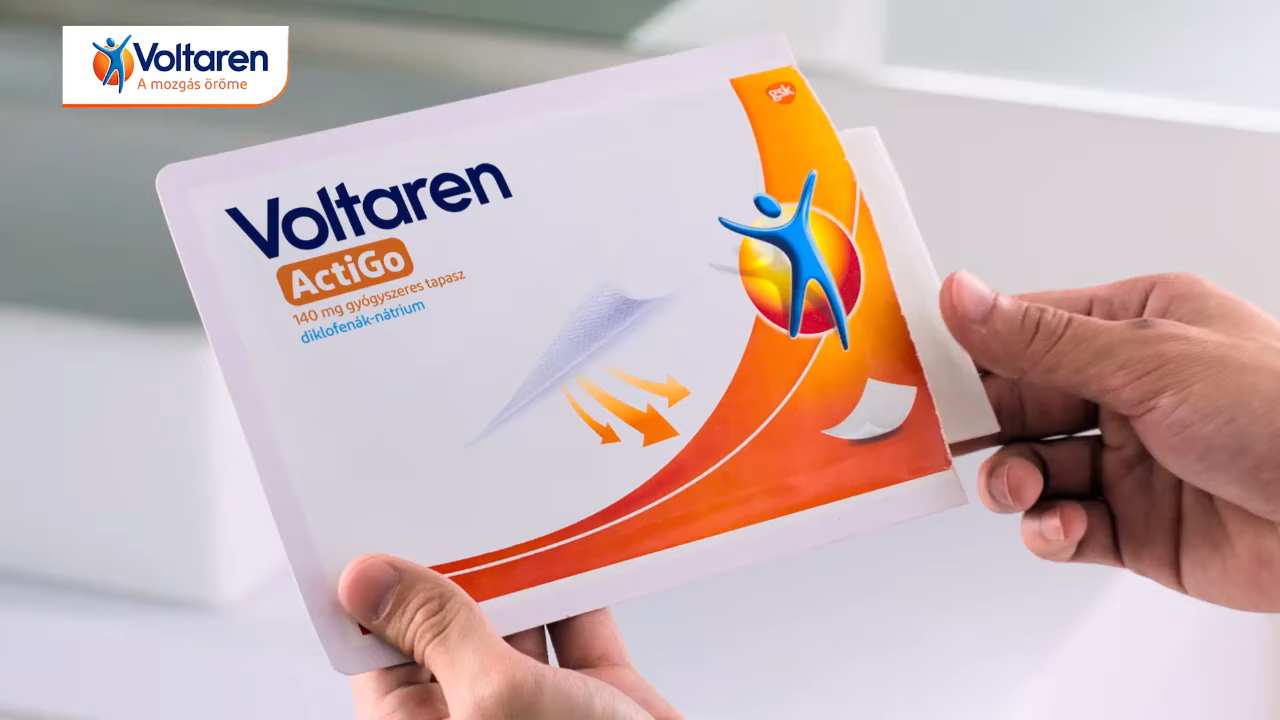 Voltaren
A mozgás öröme
gsk
Voltaren
ActiGo
140 mg gyógyszeres tapasz
diklofenák-nátrium